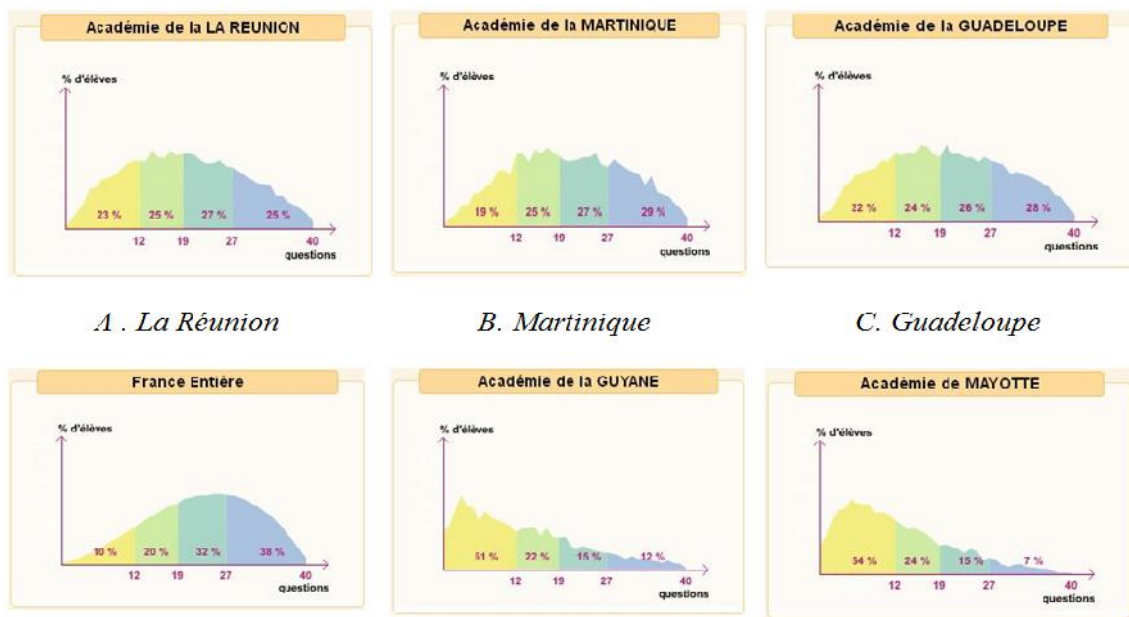 Académie de la LA REUNION
% d'élèves
23 % 25 % 27 % 25 %
12 19 27 40
questions
Académie de la MARTINIQUE
% d'élèves
19 % 25 % 27 % 29 %
12 19 27 40
questions
Académie de la GUADELOUPE
% d'élèves
22 % 24 % 26 % 28 %
12 19 27 40
questions
A . La Réunion
B. Martinique
C. Guadeloupe
France Entière
% d'élèves
10 % 20 % 32 % 38 %
12 19 27 40
questions
Académie de la GUYANE
% d'élèves
51 % 22 % 15 % 12 %
12 19 27 40
questions
Académie de MAYOTTE
% d'élèves
54 % 24 % 15 % 7 %
12 19 27 40
questions